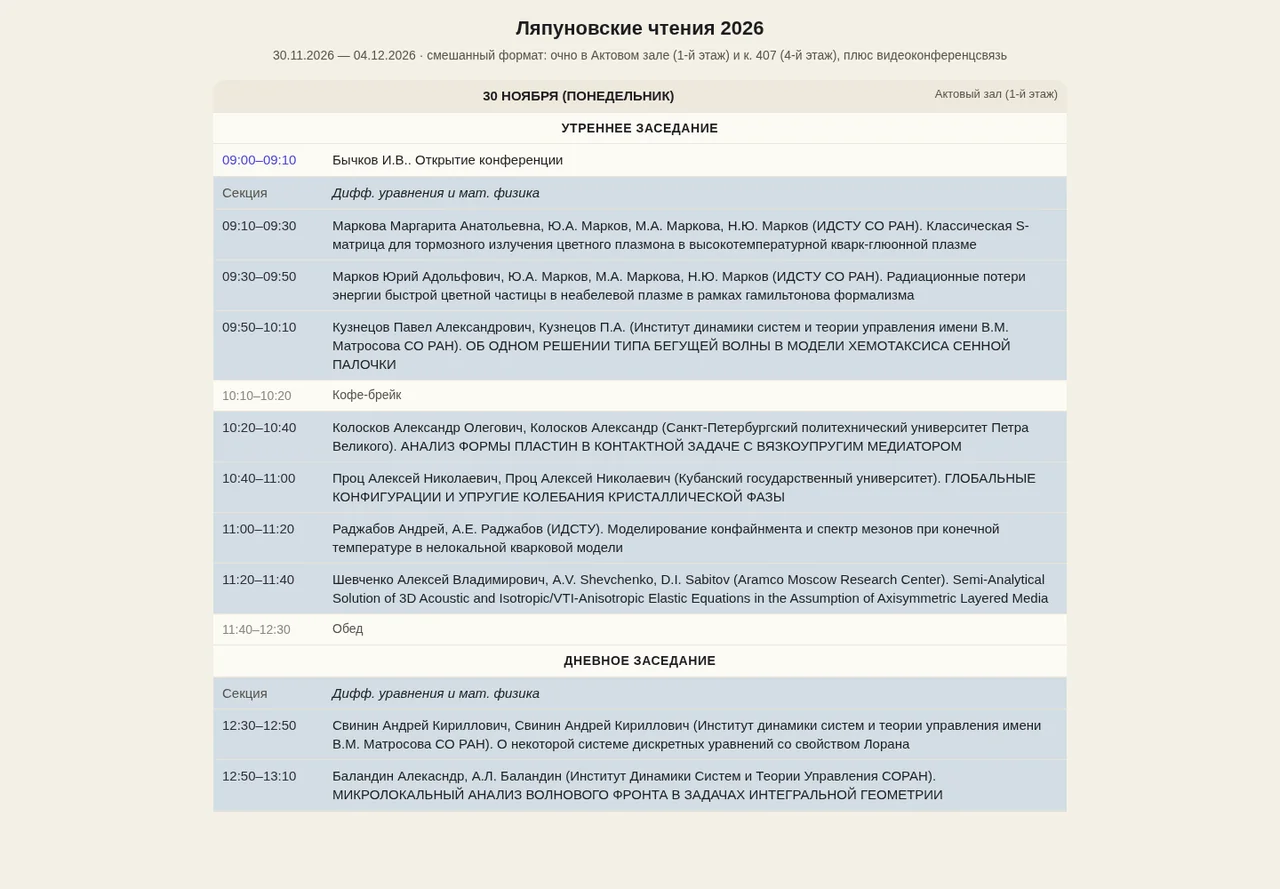 Ляпуновские чтения 2026
30.11.2026 — 04.12.2026 · смешанный формат: очно в Актовом зале (1-й этаж) и к. 407 (4-й этаж), плюс видеоконференцсвязь
30 НОЯБРЯ (ПОНЕДЕЛЬНИК) Актовый зал (1-й этаж)
УТРЕННЕЕ ЗАСЕДАНИЕ
09:00–09:10 Бычков И.В.. Открытие конференции
Секция Дифф. уравнения и мат. физика
09:10–09:30 Маркова Маргарита Анатольевна, Ю.А. Марков, М.А. Маркова, Н.Ю. Марков (ИДСТУ СО РАН). Классическая S-
матрица для тормозного излучения цветного плазмона в высокотемпературной кварк-глюонной плазме
09:30–09:50 Марков Юрий Адольфович, Ю.А. Марков, М.А. Маркова, Н.Ю. Марков (ИДСТУ СО РАН). Радиационные потери
энергии быстрой цветной частицы в неабелевой плазме в рамках гамильтонова формализма
09:50–10:10 Кузнецов Павел Александрович, Кузнецов П.А. (Институт динамики систем и теории управления имени В.М.
Матросова СО РАН). ОБ ОДНОМ РЕШЕНИИ ТИПА БЕГУЩЕЙ ВОЛНЫ В МОДЕЛИ ХЕМОТАКСИСА СЕННОЙ
ПАЛОЧКИ
10:10–10:20 Кофе-брейк
10:20–10:40 Колосков Александр Олегович, Колосков Александр (Санкт-Петербургский политехнический университет Петра
Великого). АНАЛИЗ ФОРМЫ ПЛАСТИН В КОНТАКТНОЙ ЗАДАЧЕ С ВЯЗКОУПРУГИМ МЕДИАТОРОМ
10:40–11:00 Проц Алексей Николаевич, Проц Алексей Николаевич (Кубанский государственный университет). ГЛОБАЛЬНЫЕ
КОНФИГУРАЦИИ И УПРУГИЕ КОЛЕБАНИЯ КРИСТАЛЛИЧЕСКОЙ ФАЗЫ
11:00–11:20 Раджабов Андрей, А.Е. Раджабов (ИДСТУ). Моделирование конфайнмента и спектр мезонов при конечной
температуре в нелокальной кварковой модели
11:20–11:40 Шевченко Алексей Владимирович, A.V. Shevchenko, D.I. Sabitov (Aramco Moscow Research Center). Semi-Analytical
Solution of 3D Acoustic and Isotropic/VTI-Anisotropic Elastic Equations in the Assumption of Axisymmetric Layered Media
11:40–12:30 Обед
ДНЕВНОЕ ЗАСЕДАНИЕ
Секция Дифф. уравнения и мат. физика
12:30–12:50 Свинин Андрей Кириллович, Свинин Андрей Кириллович (Институт динамики систем и теории управления имени
В.М. Матросова СО РАН). О некоторой системе дискретных уравнений со свойством Лорана
12:50–13:10 Баландин Алекасндр, А.Л. Баландин (Институт Динамики Систем и Теории Управления СОРАН).
МИКРОЛОКАЛЬНЫЙ АНАЛИЗ ВОЛНОВОГО ФРОНТА В ЗАДАЧАХ ИНТЕГРАЛЬНОЙ ГЕОМЕТРИИ